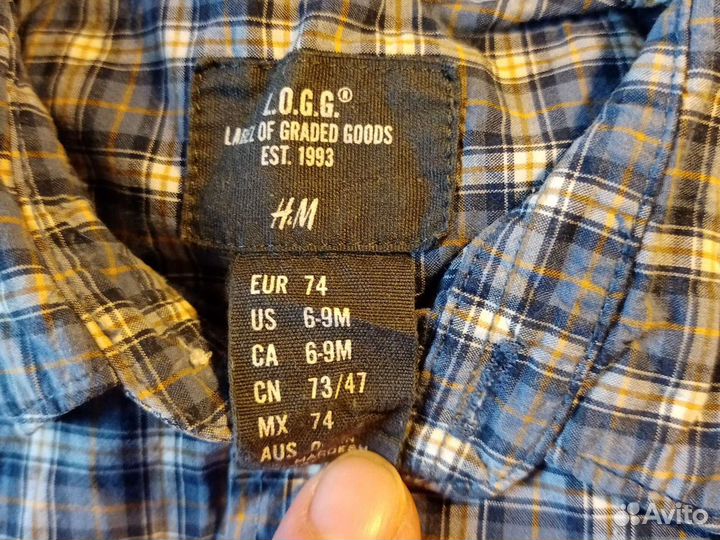 L.O.G.G.®
LABEL OF GRADED GOODS
EST. 1993
H&M
EUR 74
US 6-9M
CA 6-9M
CN 73/47
MX 74
AUS
Avito